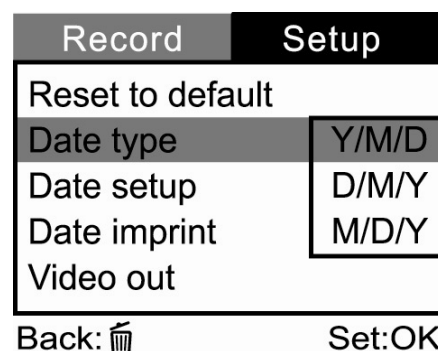 Record Setup
Reset to default
Date type Y/M/D
Date setup D/M/Y
Date imprint M/D/Y
Video out
Back: Set:OK